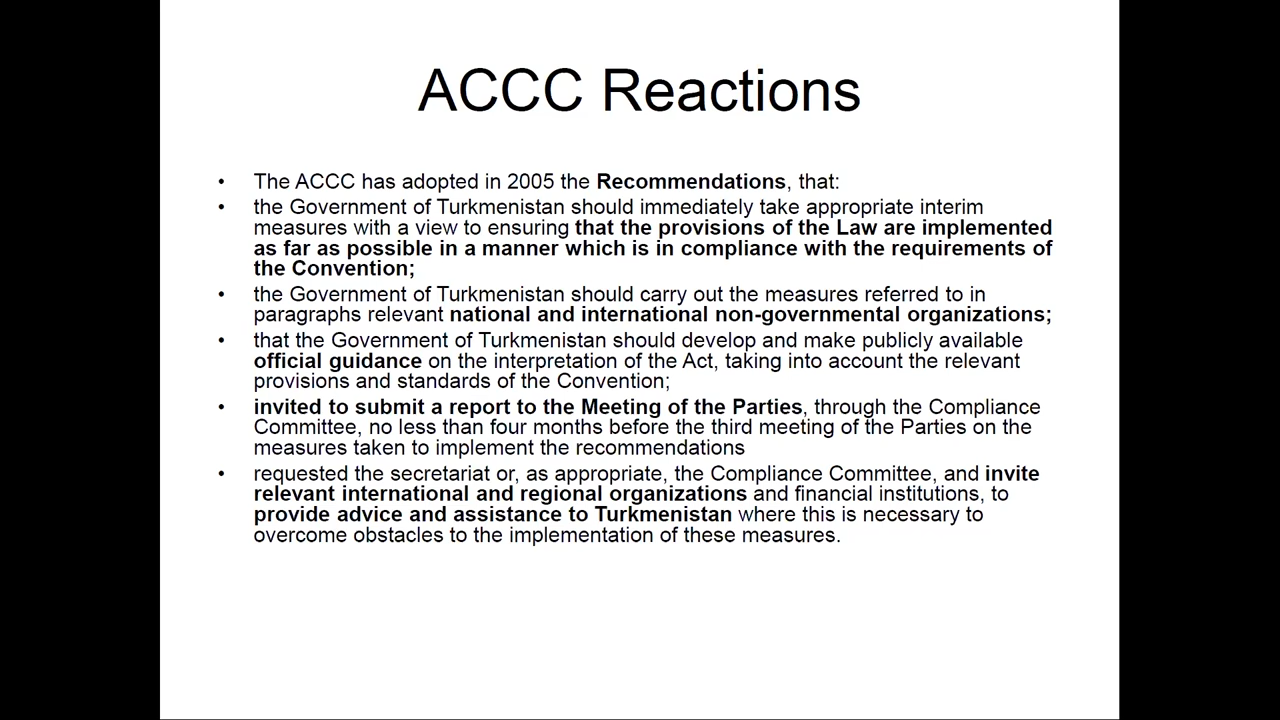 ACCC Reactions
• The ACCC has adopted in 2005 the Recommendations, that:
• the Government of Turkmenistan should immediately take appropriate interim
measures with a view to ensuring that the provisions of the Law are implemented
as far as possible in a manner which is in compliance with the requirements of
the Convention;
• the Government of Turkmenistan should carry out the measures referred to in
paragraphs relevant national and international non-governmental organizations;
• that the Government of Turkmenistan should develop and make publicly available
official guidance on the interpretation of the Act, taking into account the relevant
provisions and standards of the Convention;
• invited to submit a report to the Meeting of the Parties, through the Compliance
Committee, no less than four months before the third meeting of the Parties on the
measures taken to implement the recommendations
• requested the secretariat or, as appropriate, the Compliance Committee, and invite
relevant international and regional organizations and financial institutions, to
provide advice and assistance to Turkmenistan where this is necessary to
overcome obstacles to the implementation of these measures.